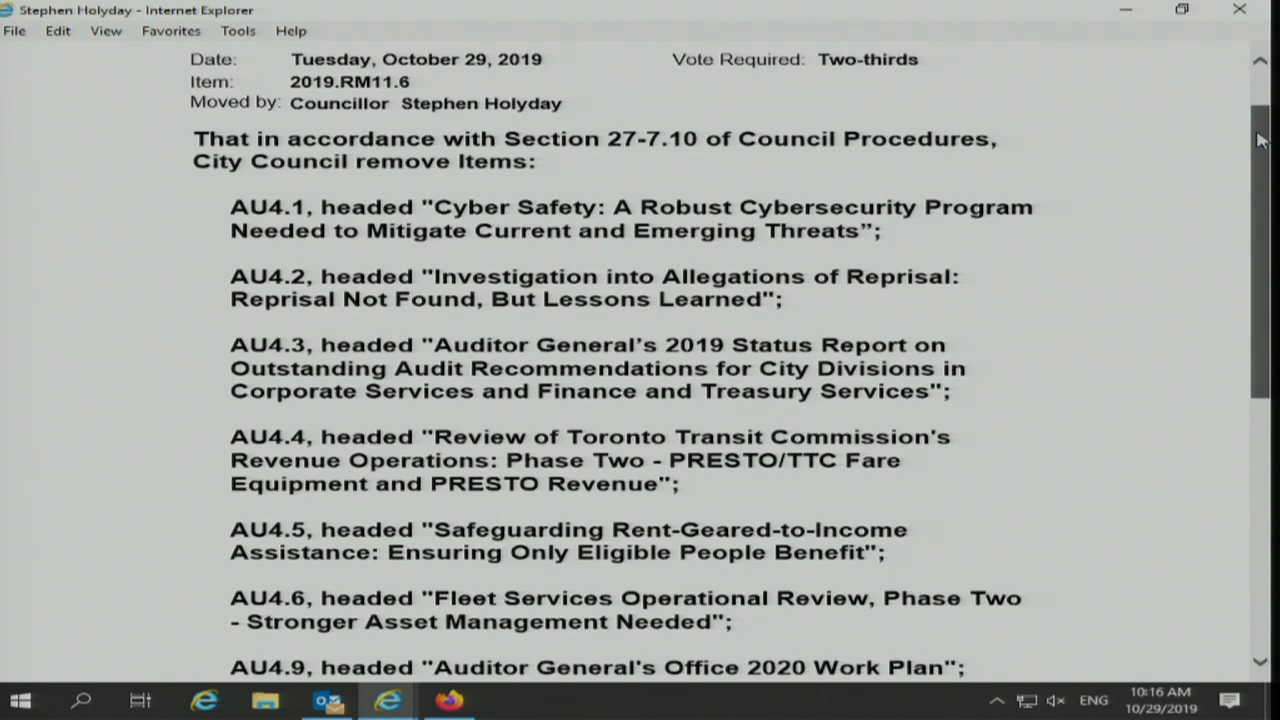 Stephen Holyday - Internet Explorer
File Edit View Favorites Tools Help
Date: Tuesday, October 29, 2019 Vote Required: Two-thirds
Item: 2019.RM11.6
Moved by: Councillor Stephen Holyday
That in accordance with Section 27-7.10 of Council Procedures,
City Council remove Items:
AU4.1, headed "Cyber Safety: A Robust Cybersecurity Program
Needed to Mitigate Current and Emerging Threats”;
AU4.2, headed "Investigation into Allegations of Reprisal:
Reprisal Not Found, But Lessons Learned";
AU4.3, headed "Auditor General’s 2019 Status Report on
Outstanding Audit Recommendations for City Divisions in
Corporate Services and Finance and Treasury Services";
AU4.4, headed "Review of Toronto Transit Commission's
Revenue Operations: Phase Two - PRESTO/TTC Fare
Equipment and PRESTO Revenue";
AU4.5, headed "Safeguarding Rent-Geared-to-Income
Assistance: Ensuring Only Eligible People Benefit";
AU4.6, headed "Fleet Services Operational Review, Phase Two
- Stronger Asset Management Needed";
AU4.9, headed "Auditor General's Office 2020 Work Plan";
ENG 10:16 AM
10/29/2019